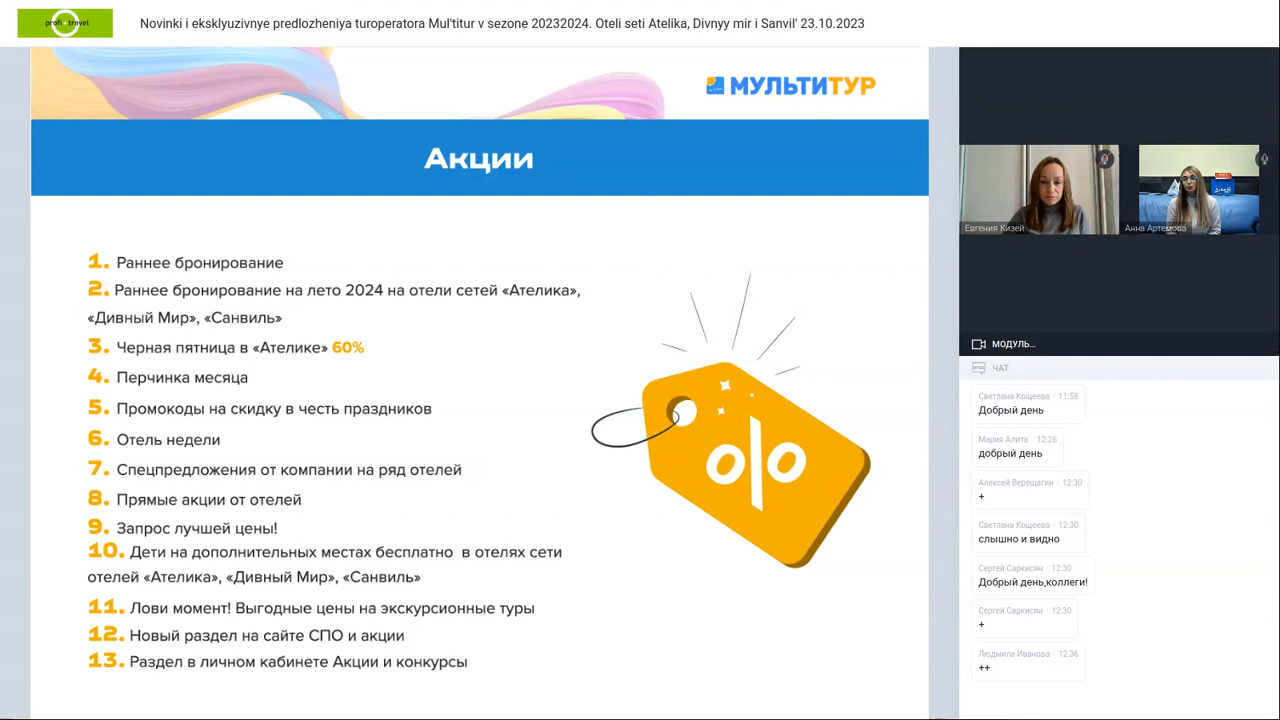 profi travel
Novinki i eksklyuzivnye predlozheniya turoperatora Mul'titur v sezone 20232024. Oteli seti Atelika, Divnyy mir i Sanvil' 23.10.2023
МУЛЬТИТУР
Акции
1. Раннее бронирование
2. Раннее бронирование на лето 2024 на отели сетей «Ателика»,
«Дивный Мир», «Санвиль»
3. Черная пятница в «Ателике» 60%
4. Перчинка месяца
5. Промокоды на скидку в честь праздников
6. Отель недели
7. Спецпредложения от компании на ряд отелей
8. Прямые акции от отелей
9. Запрос лучшей цены!
10. Дети на дополнительных местах бесплатно в отелях сети
отелей «Ателика», «Дивный Мир», «Санвиль»
11. Лови момент! Выгодные цены на экскурсионные туры
12. Новый раздел на сайте СПО и акции
13. Раздел в личном кабинете Акции и конкурсы
%
Евгения Кизей
Анна Артемова
МОДУЛЬ...
ЧАТ
Светлана Кощеева 11:58
Добрый день
Мария Алита 12:26
добрый день
Алексей Верещагин 12:30
+
Светлана Кощеева 12:30
слышно и видно
Сергей Саркисян 12:30
Добрый день,коллеги!
Сергей Саркисян 12:30
+
Людмила Иванова 12:36
++